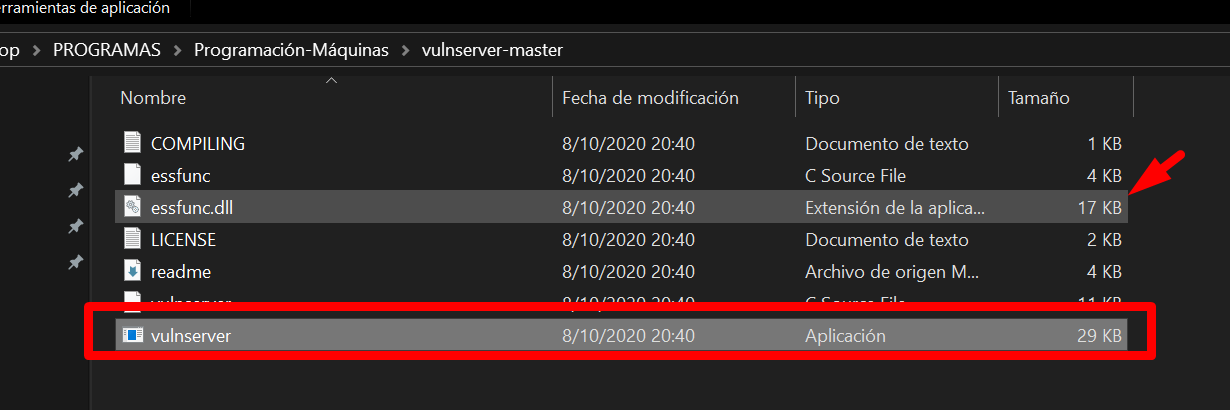 erramientas de aplicación
op > PROGRAMAS > Programación-Máquinas > vulnserver-master
Nombre Fecha de modificación Tipo Tamaño
COMPILING 8/10/2020 20:40 Documento de texto 1 KB
essfunc 8/10/2020 20:40 C Source File 4 KB
essfunc.dll 8/10/2020 20:40 Extensión de la aplica... 17 KB
LICENSE 8/10/2020 20:40 Documento de texto 2 KB
readme 8/10/2020 20:40 Archivo de origen M... 4 KB
vulnserver 8/10/2020 20:40 C Source File 11 KB
vulnserver 8/10/2020 20:40 Aplicación 29 KB